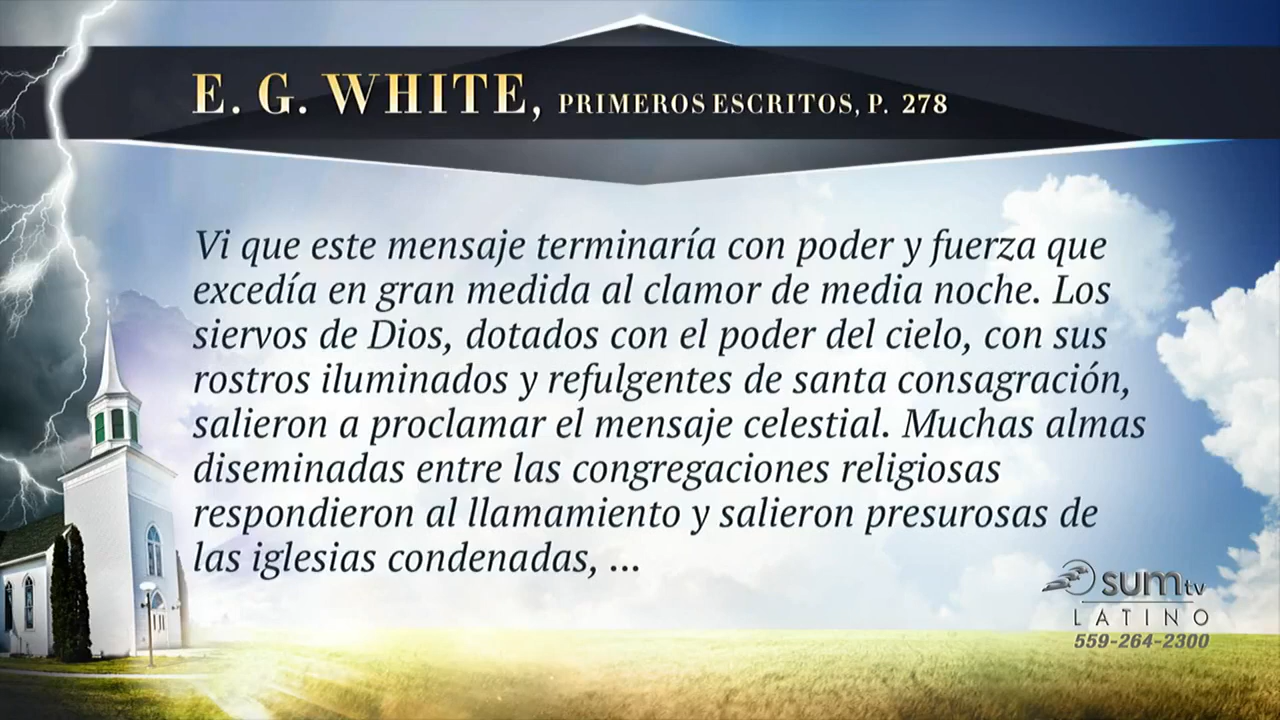 E. G. WHITE, PRIMEROS ESCRITOS, P. 278
Vi que este mensaje terminaría con poder y fuerza que
excedía en gran medida al clamor de media noche. Los
siervos de Dios, dotados con el poder del cielo, con sus
rostros iluminados y refulgentes de santa consagración,
salieron a proclamar el mensaje celestial. Muchas almas
diseminadas entre las congregaciones religiosas
respondieron al llamamiento y salieron presurosas de
las iglesias condenadas, ...
sumtv
LATINO
559-264-2300